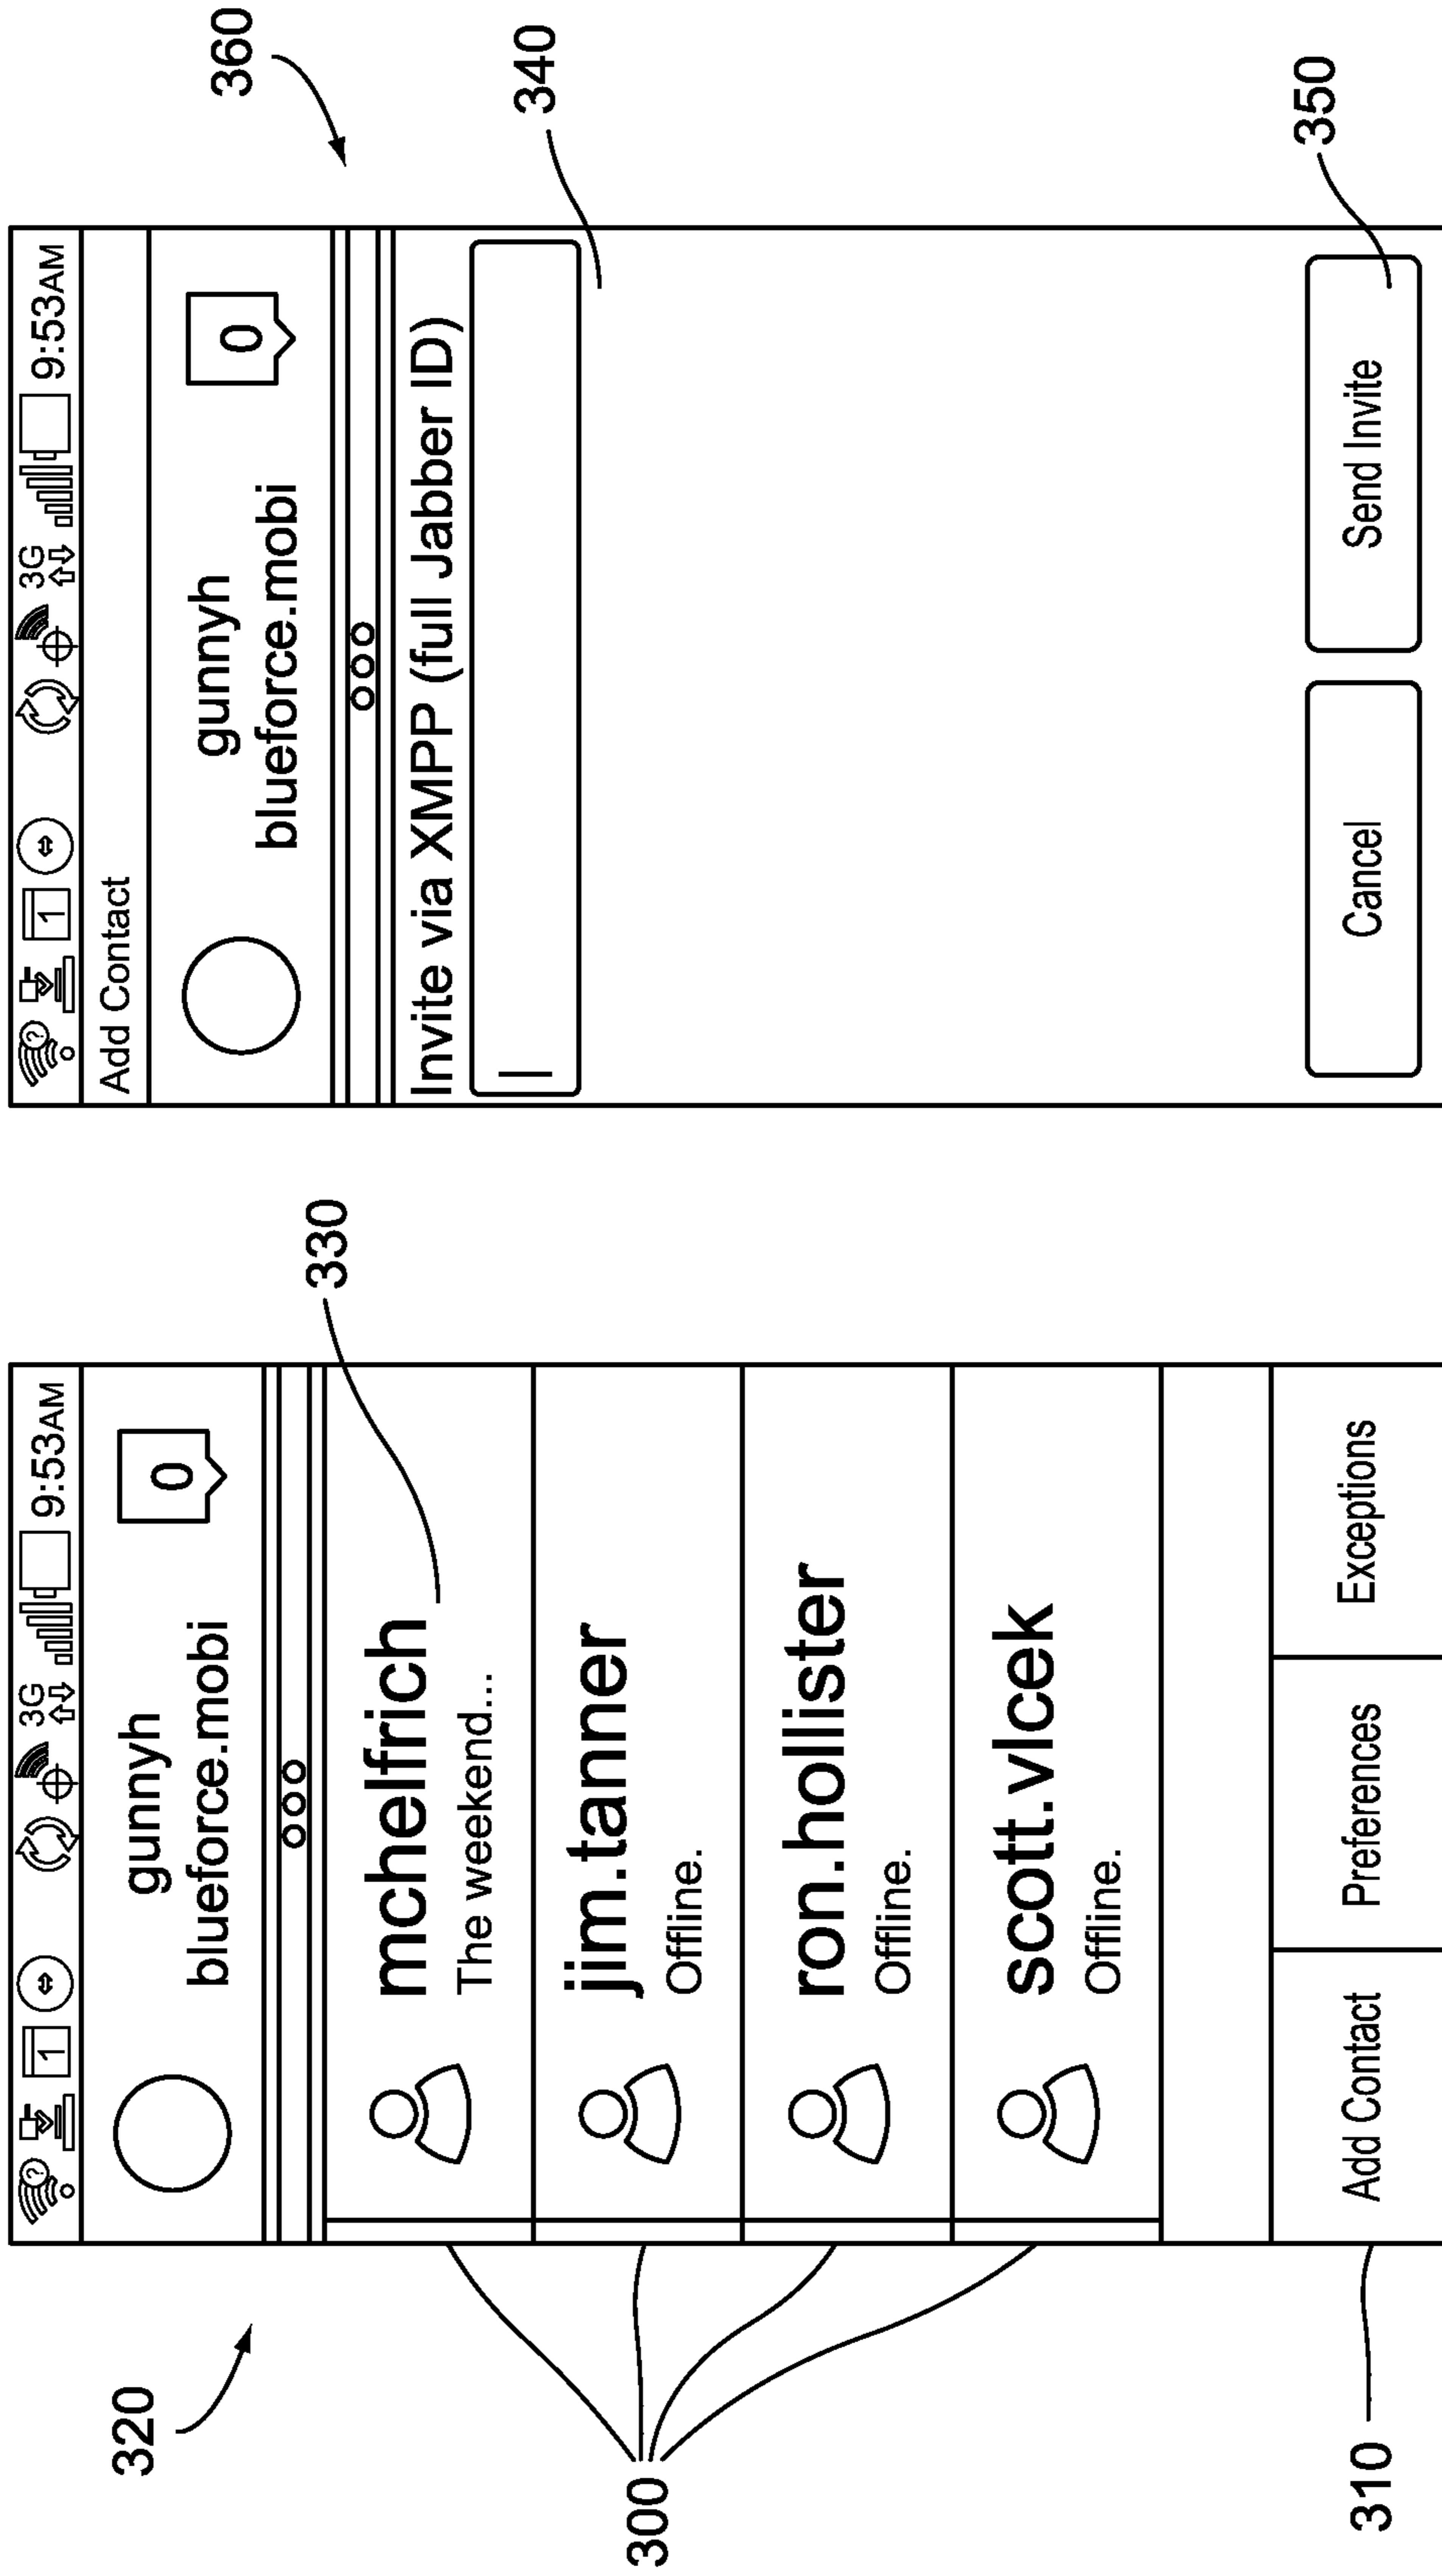 320
3G
9:53AM
1
gunnyh
blueforce.mobi
0
330
mchelfrich
The weekend...
jim.tanner
Offline.
ron.hollister
Offline.
scott.vlcek
Offline.
300
Add Contact
Preferences
Exceptions
310
360
3G
9:53AM
1
?
Add Contact
gunnyh
blueforce.mobi
0
Invite via XMPP (full Jabber ID)
340
Cancel
Send Invite
350
?